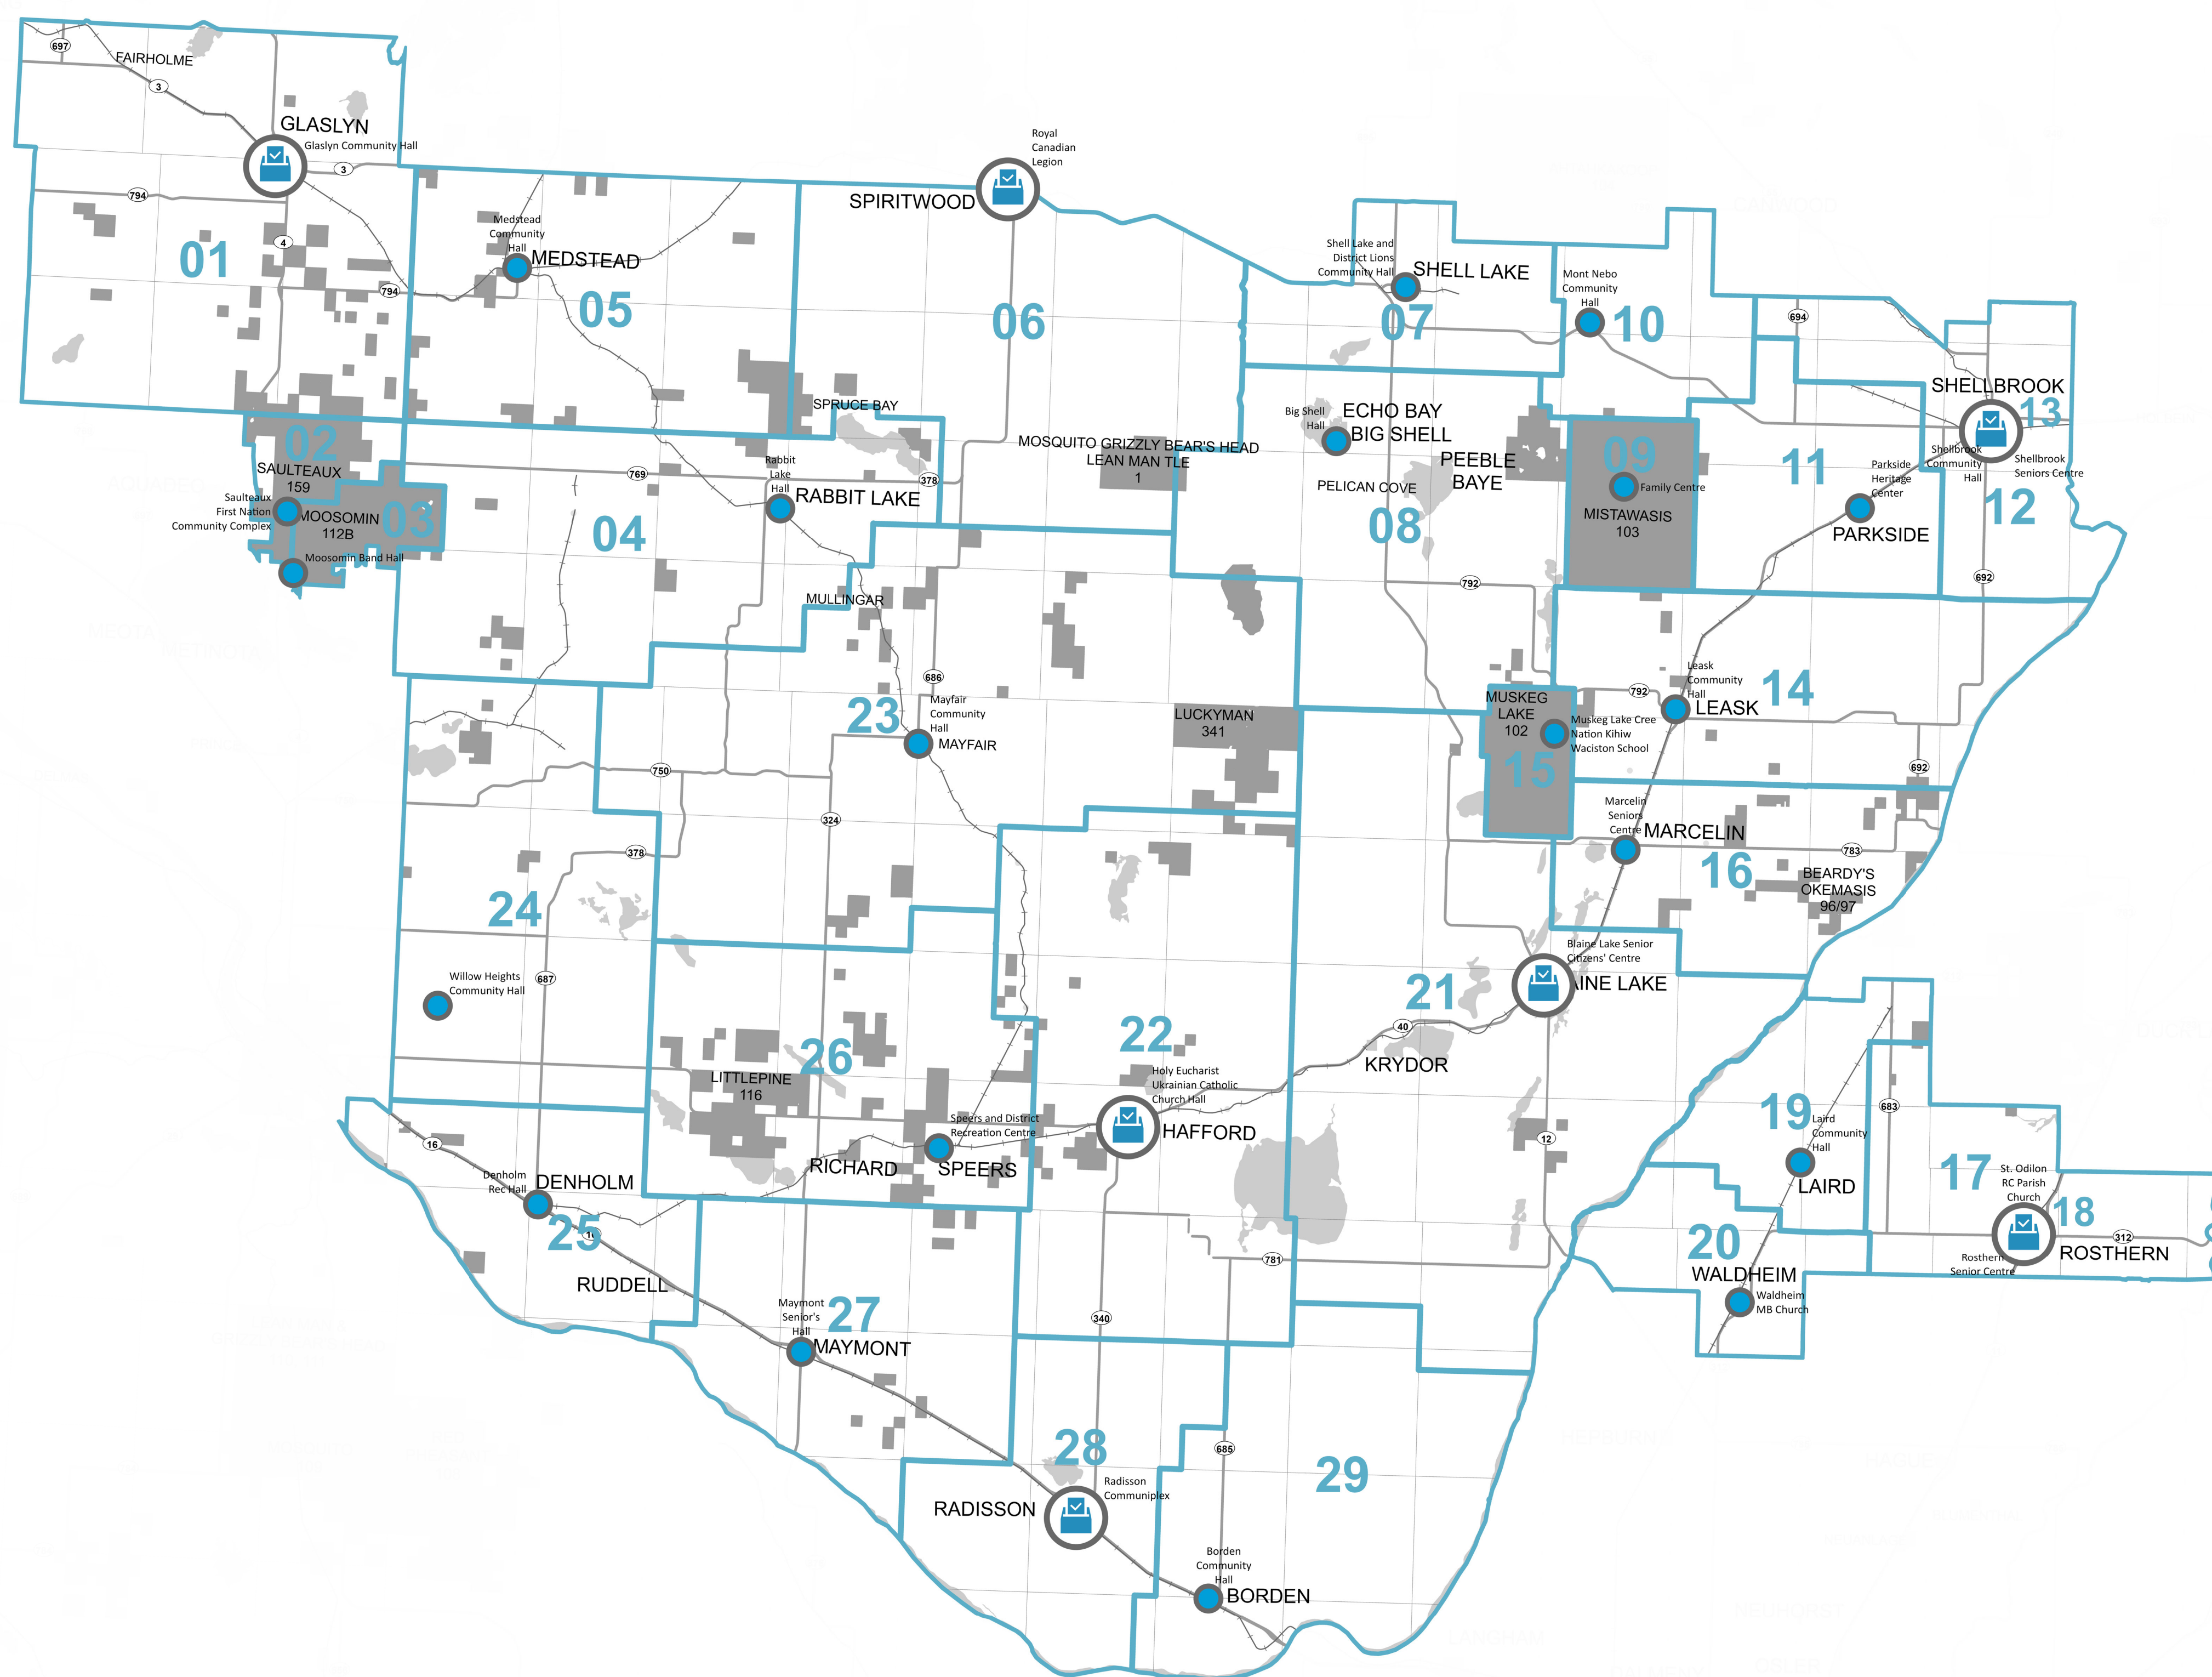 697
FAIRHOLME
3
GLASLYN
Glaslyn Community Hall
3
794
01
4
794
Medstead
Community
Hall
MEDSTEAD
05
Royal
Canadian
Legion
SPIRITWOOD
06
SPRUCE BAY
Shell Lake and
District Lions
Community Hall
SHELL LAKE
07
Mont Nebo
Community
Hall
10
694
SHELLBROOK
13
Shellbrook
Community
Hall
Shellbrook
Seniors Centre
12
692
11
Parkside
Heritage
Center
PARKSIDE
02
SAULTEAUX
159
Saulteaux
First Nation
Community Complex
MOOSOMIN
112B
03
Moosomin Band Hall
769
378
04
Rabbit
Lake
Hall
RABBIT LAKE
MULLINGAR
MOSQUITO GRIZZLY BEAR'S HEAD
LEAN MAN TLE
1
Big Shell
Hall
ECHO BAY
BIG SHELL
PEEBLE
BAYE
PELICAN COVE
08
792
09
Family Centre
MISTAWASIS
103
686
23
Mayfair
Community
Hall
MAYFAIR
LUCKYMAN
341
MUSKEG
LAKE
102
Muskeg Lake Cree
Nation Kihiw
Waciston School
15
792
Leask
Community
Hall
LEASK
14
692
750
324
378
24
Willow Heights
Community Hall
687
Marcelin
Seniors
Centre
MARCELIN
783
16
BEARDY'S
OKEMASIS
96/97
Blaine Lake Senior
Citizens' Centre
AINE LAKE
21
40
KRYDOR
12
22
Holy Eucharist
Ukrainian Catholic
Church Hall
HAFFORD
26
LITTLEPINE
116
Speers and District
Recreation Centre
RICHARD
SPEERS
16
Denholm
Rec Hall
DENHOLM
25
16
RUDDELL
19
Laird
Community
Hall
LAIRD
683
17
St. Odilon
RC Parish
Church
18
312
ROSTHERN
Rosthern
Senior Centre
20
WALDHEIM
Waldheim
MB Church
781
340
27
Maymont
Senior's
Hall
MAYMONT
28
Radisson
Communiplex
RADISSON
685
29
Borden
Community
Hall
BORDEN